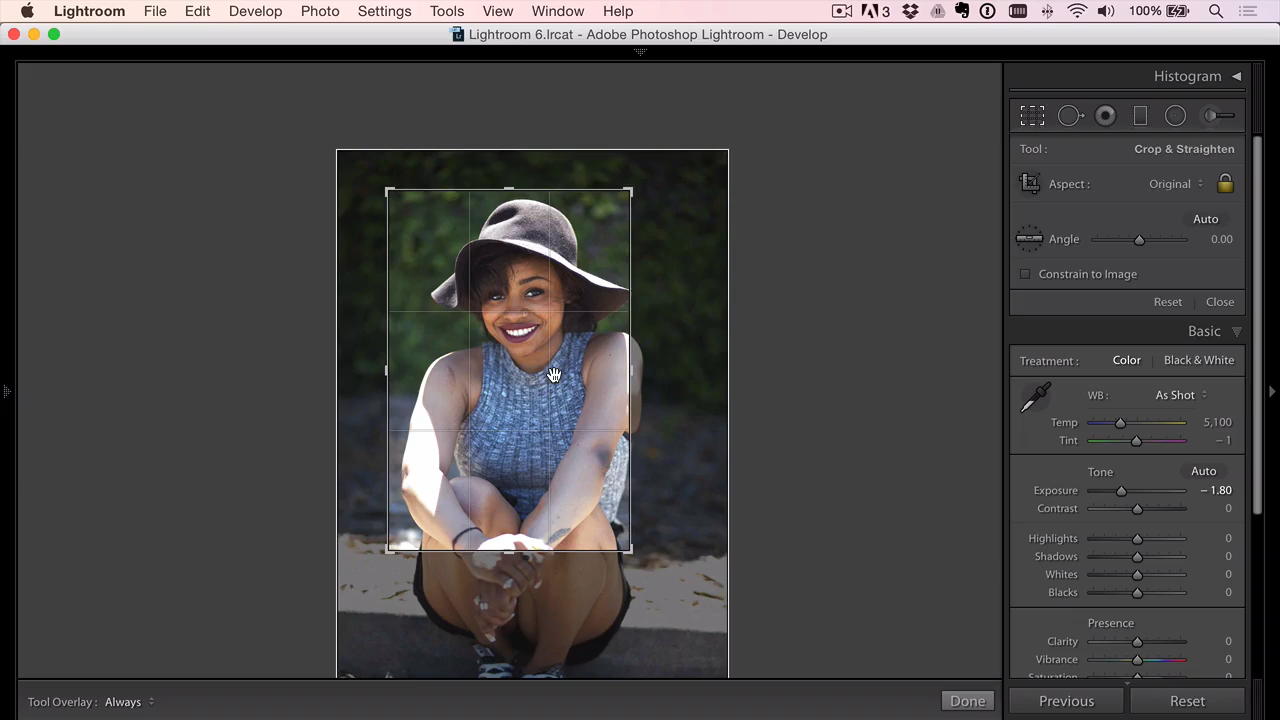 Lightroom File Edit Develop Photo Settings Tools View Window Help 3 100%
Lightroom 6.lrcat - Adobe Photoshop Lightroom - Develop
Histogram
Tool : Crop & Straighten
Aspect : Original
Auto
Angle 0.00
Constrain to Image
Reset Close
Basic
Treatment : Color Black & White
WB : As Shot
Temp 5,100
Tint – 1
Tone Auto
Exposure – 1.80
Contrast 0
Highlights 0
Shadows 0
Whites 0
Blacks 0
Presence
Clarity 0
Vibrance 0
Saturation
Tool Overlay : Always Done Previous Reset